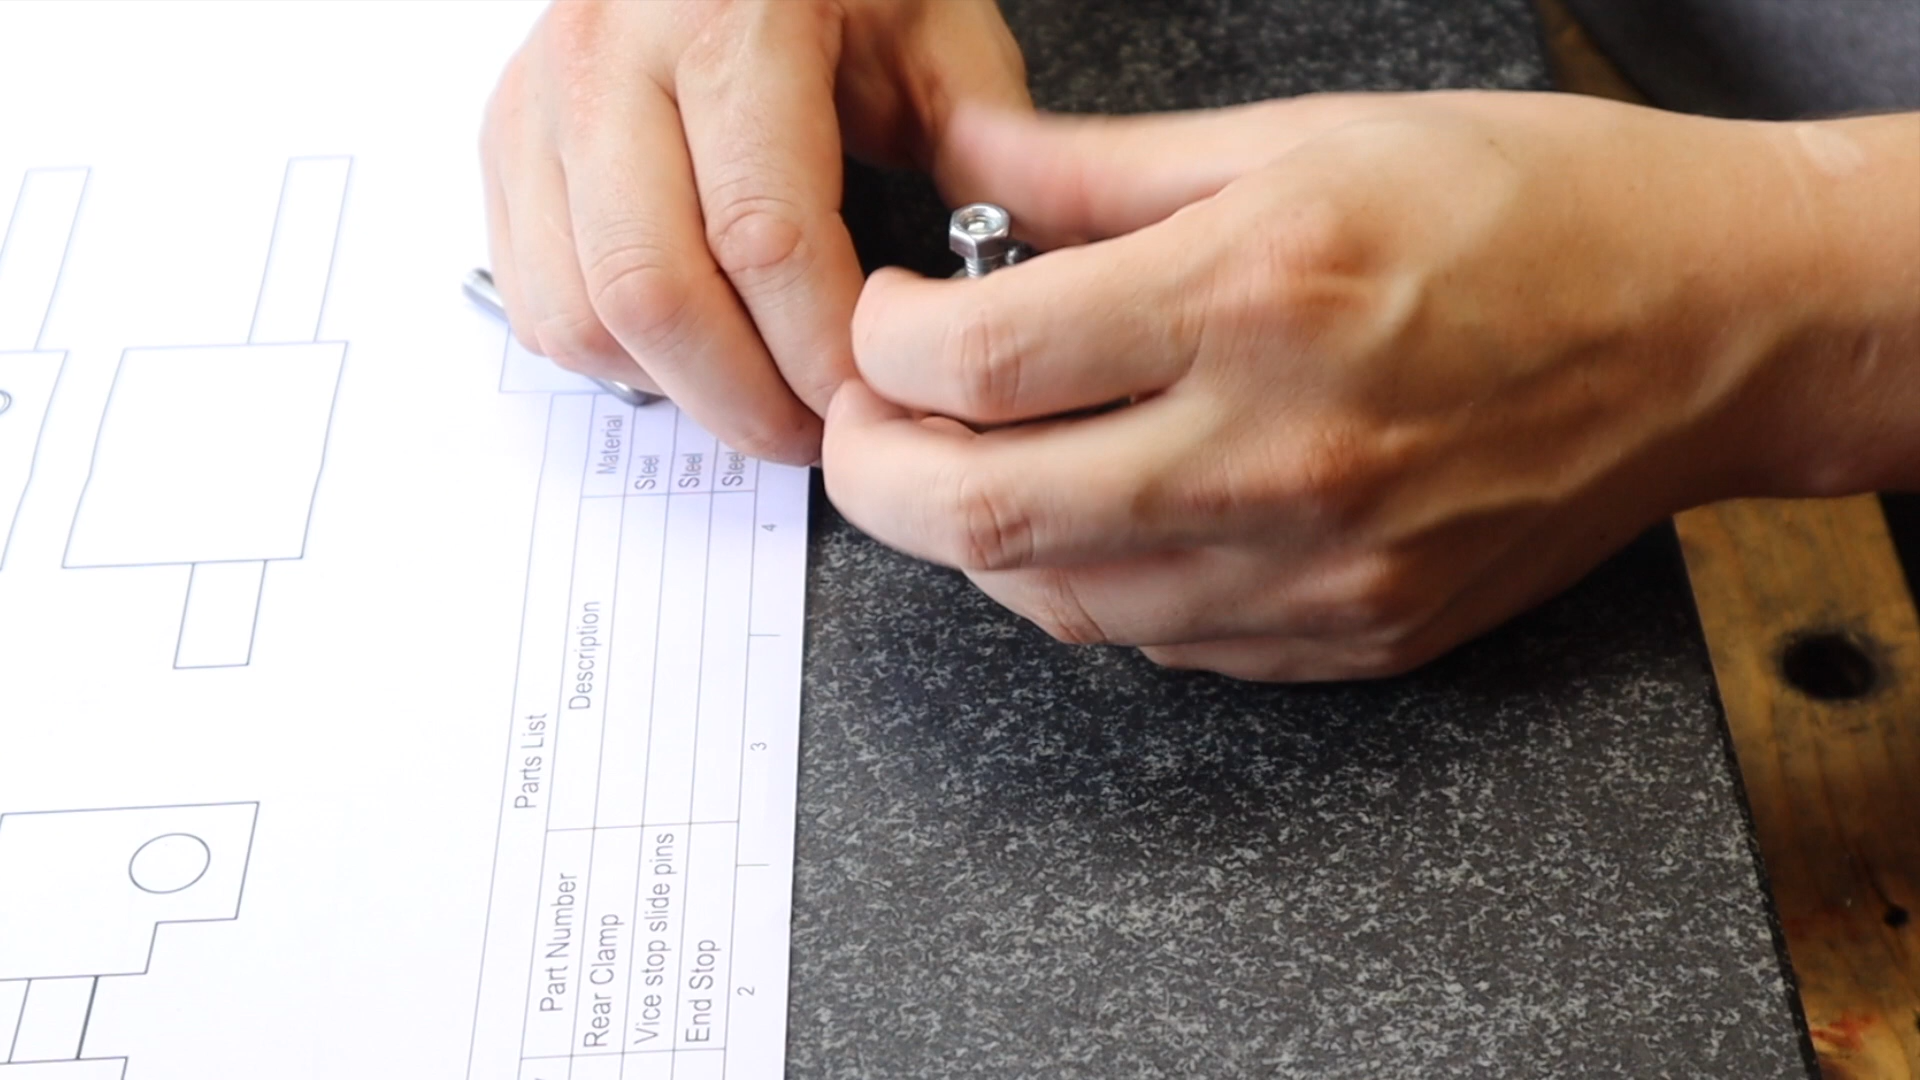 Parts List
Part Number Description Material
Rear Clamp Steel
Vice stop slide pins Steel
End Stop Steel
2 3 4